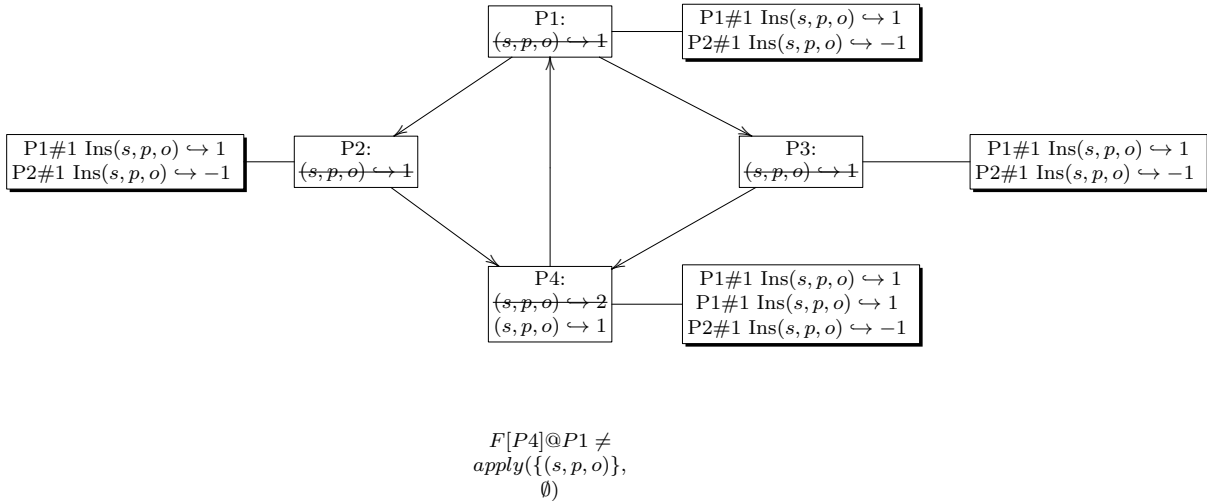 P1:
(s, p, o) ↪ 1
P1#1 Ins(s, p, o) ↪ 1
P2#1 Ins(s, p, o) ↪ −1
P1#1 Ins(s, p, o) ↪ 1
P2#1 Ins(s, p, o) ↪ −1
P2:
(s, p, o) ↪ 1
P3:
(s, p, o) ↪ 1
P1#1 Ins(s, p, o) ↪ 1
P2#1 Ins(s, p, o) ↪ −1
P4:
(s, p, o) ↪ 2
(s, p, o) ↪ 1
P1#1 Ins(s, p, o) ↪ 1
P1#1 Ins(s, p, o) ↪ 1
P2#1 Ins(s, p, o) ↪ −1
F[P4]@P1 ≠
apply({(s, p, o)},
∅)